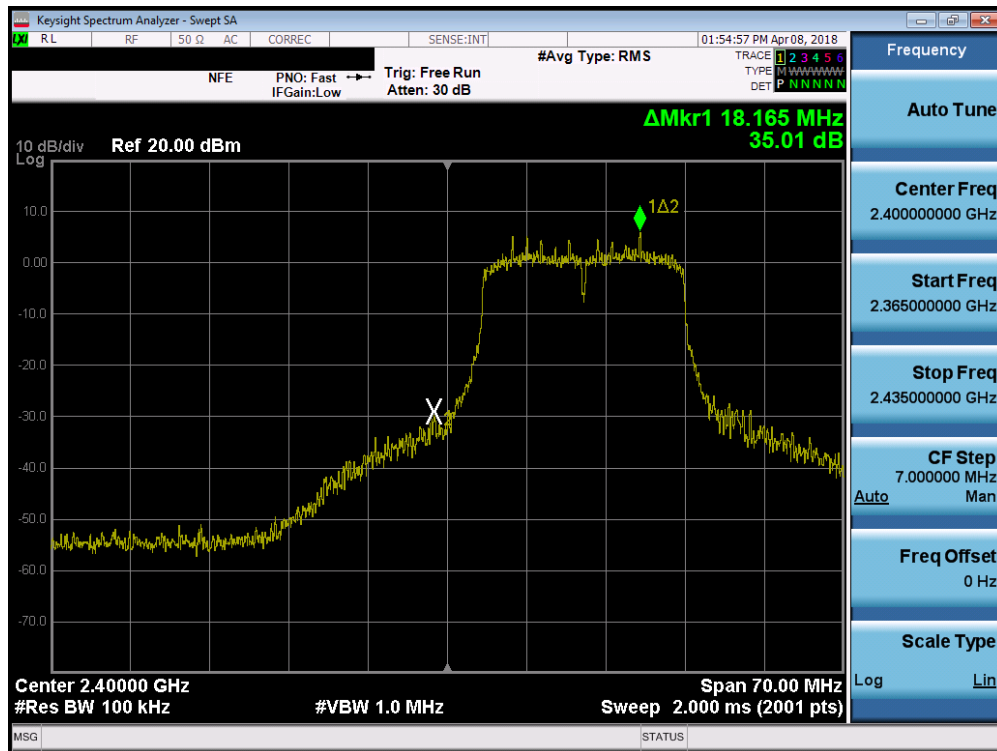 Keysight Spectrum Analyzer - Swept SA
LXI RL RF 50 Ω AC CORREC SENSE:INT 01:54:57 PM Apr 08, 2018
Frequency
#Avg Type: RMS TRACE 1 2 3 4 5 6
NFE PNO: Fast Trig: Free Run TYPE M WWWWW
IFGain:Low Atten: 30 dB DET P N N N N N
Auto Tune
ΔMkr1 18.165 MHz
35.01 dB
10 dB/div Ref 20.00 dBm
Log
10.0
0.00
-10.0
-20.0
-30.0
-40.0
-50.0
-60.0
-70.0
1Δ2
X2
Center Freq
2.400000000 GHz
Start Freq
2.365000000 GHz
Stop Freq
2.435000000 GHz
CF Step
7.000000 MHz
Auto Man
Freq Offset
0 Hz
Scale Type
Log Lin
Center 2.40000 GHz Span 70.00 MHz
#Res BW 100 kHz #VBW 1.0 MHz Sweep 2.000 ms (2001 pts)
MSG STATUS